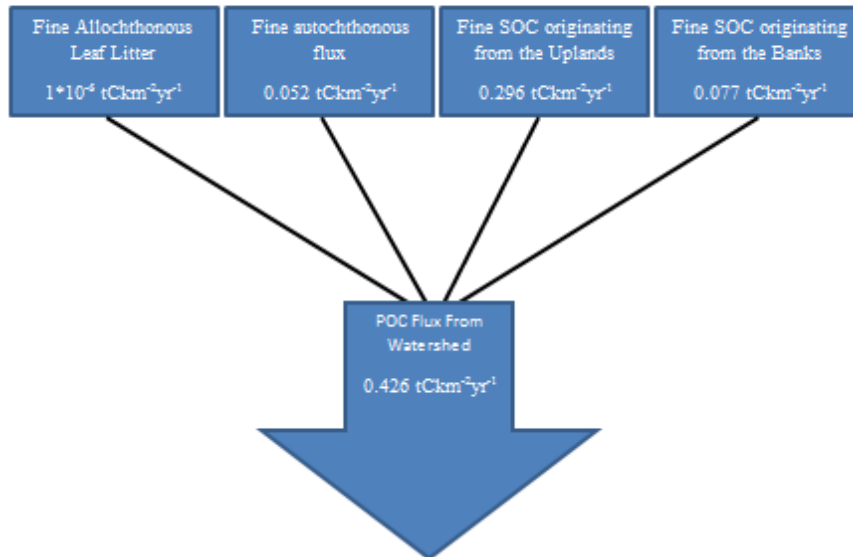 Fine Allochthonous
Leaf Litter
1*10⁻⁶ tCkm⁻²yr⁻¹
Fine autochthonous
flux
0.052 tCkm⁻²yr⁻¹
Fine SOC originating
from the Uplands
0.296 tCkm⁻²yr⁻¹
Fine SOC originating
from the Banks
0.077 tCkm⁻²yr⁻¹
POC Flux From
Watershed
0.426 tCkm⁻²yr⁻¹